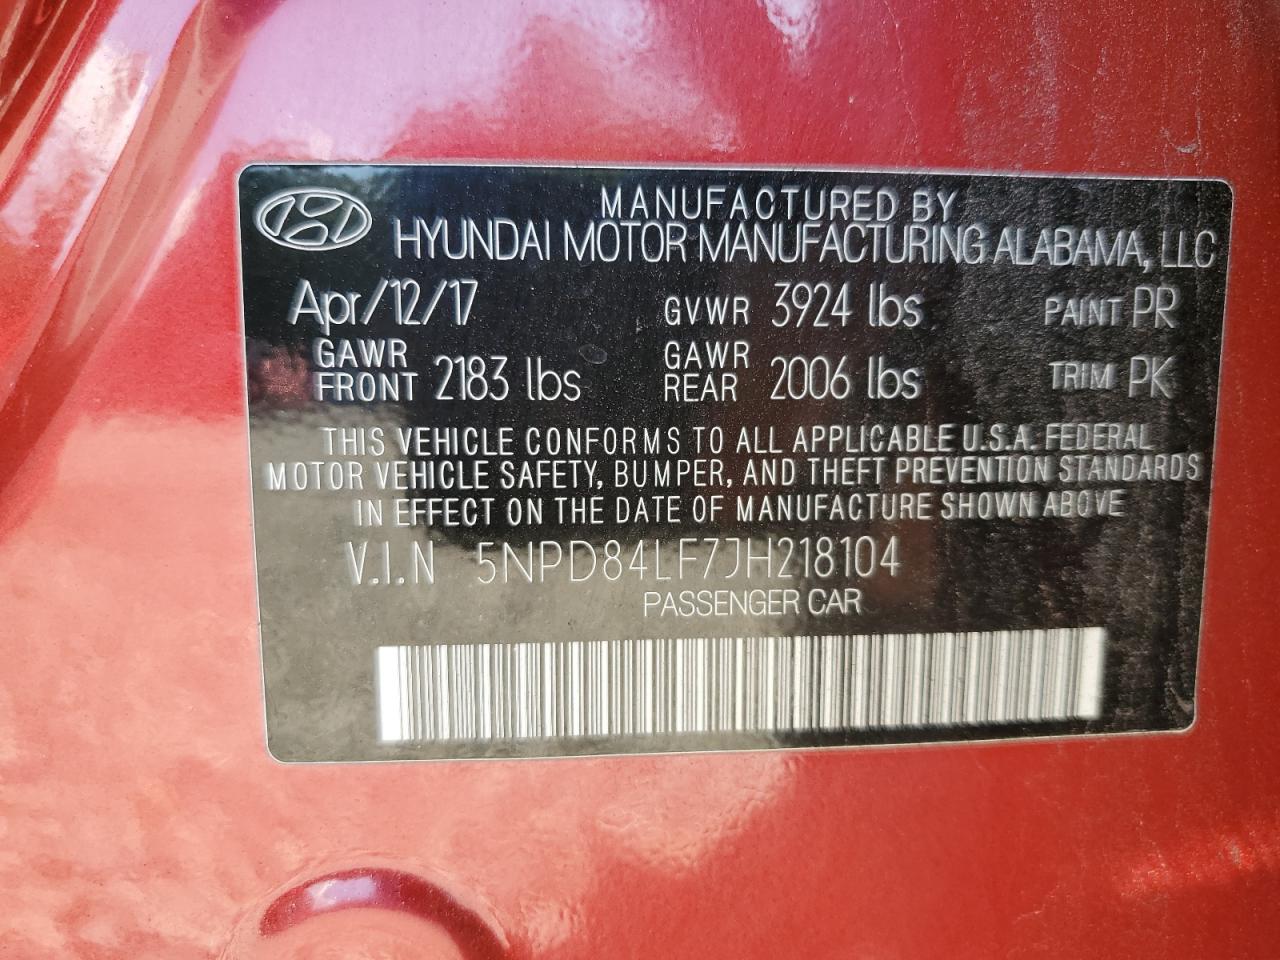 MANUFACTURED BY
HYUNDAI MOTOR MANUFACTURING ALABAMA, LLC
Apr/12/17 GVWR 3924 lbs PAINT PR
GAWR FRONT 2183 lbs GAWR REAR 2006 lbs TRIM PK
THIS VEHICLE CONFORMS TO ALL APPLICABLE U.S.A. FEDERAL
MOTOR VEHICLE SAFETY, BUMPER, AND THEFT PREVENTION STANDARDS
IN EFFECT ON THE DATE OF MANUFACTURE SHOWN ABOVE
V.I.N 5NPD84LF7JH218104
PASSENGER CAR